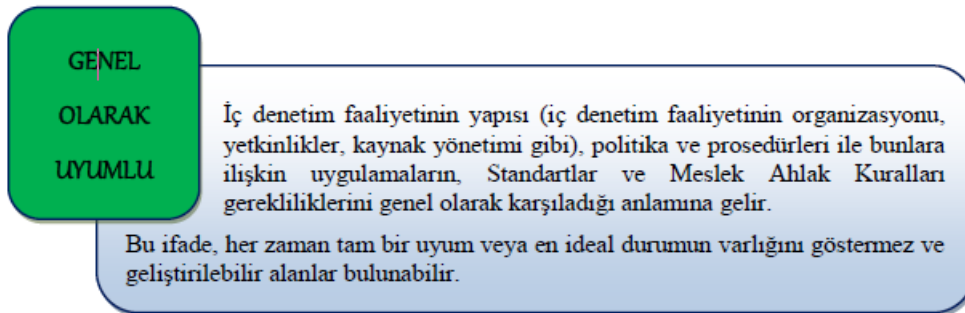 GENEL
OLARAK
UYUMLU
İç denetim faaliyetinin yapısı (iç denetim faaliyetinin organizasyonu,
yetkinlikler, kaynak yönetimi gibi), politika ve prosedürleri ile bunlara
ilişkin uygulamaların, Standartlar ve Meslek Ahlak Kuralları
gerekliliklerini genel olarak karşıladığı anlamına gelir.
Bu ifade, her zaman tam bir uyum veya en ideal durumun varlığını göstermez ve
geliştirilebilir alanlar bulunabilir.